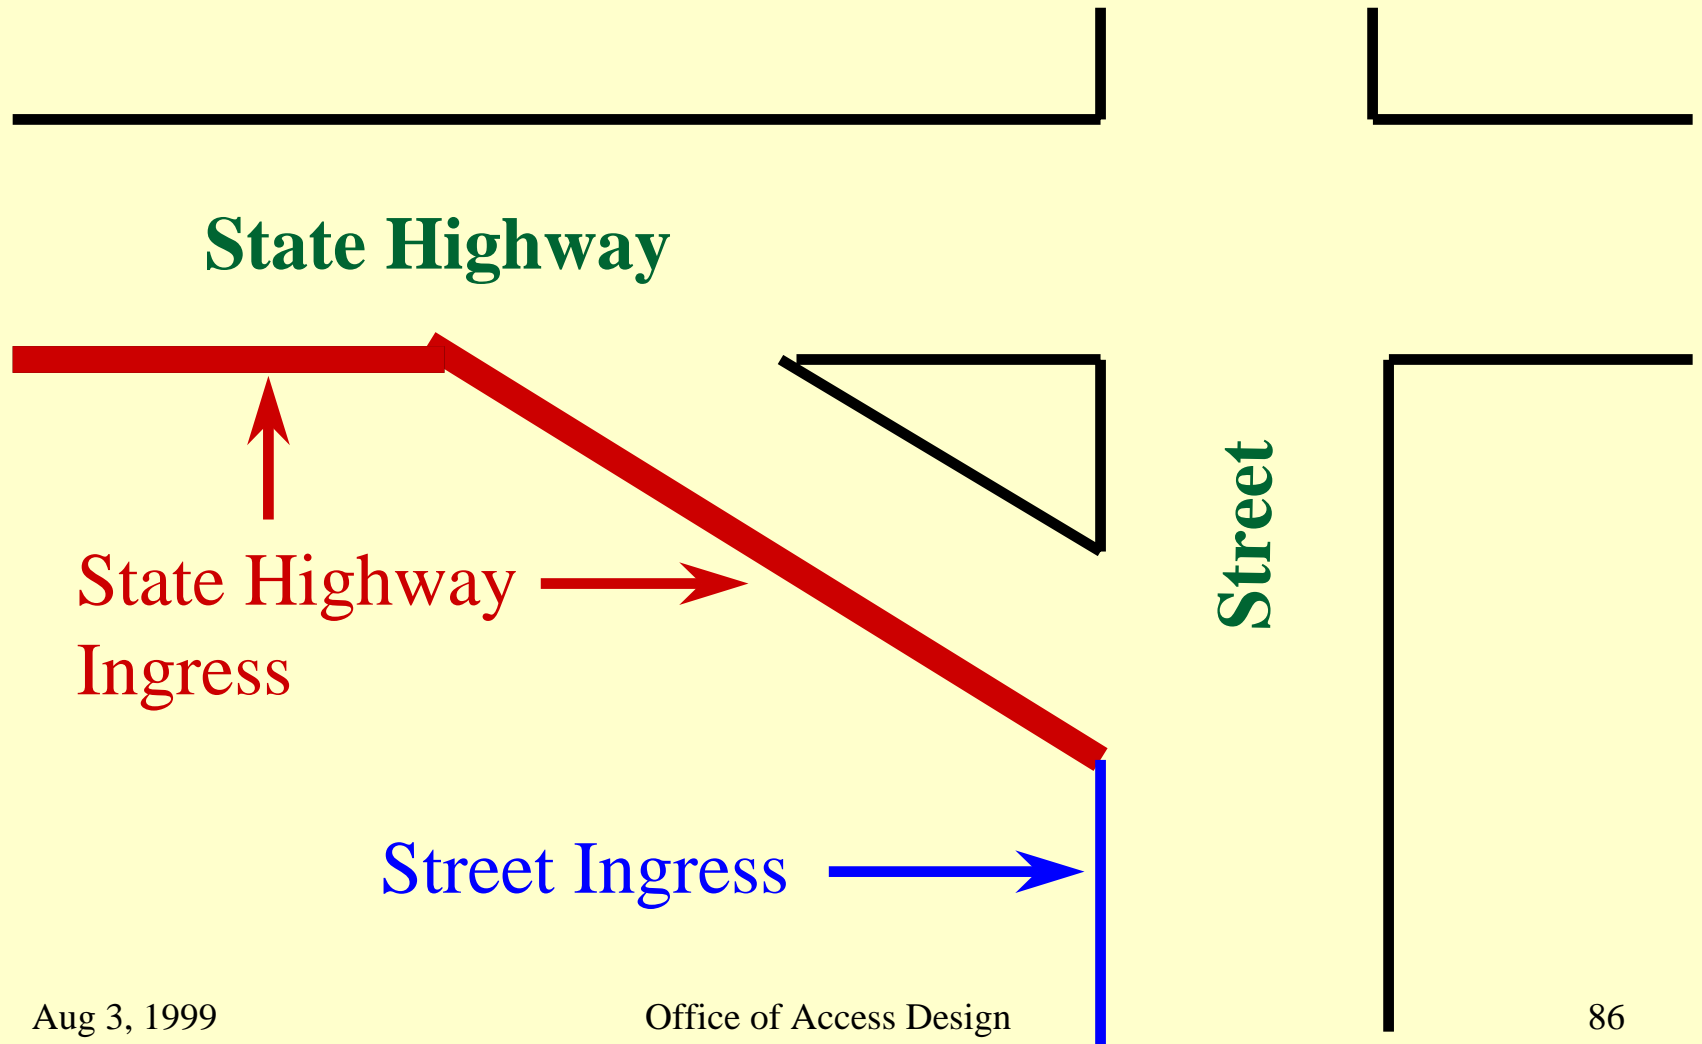 State Highway
Street
State Highway
Ingress
Street Ingress
Aug 3, 1999
Office of Access Design
86